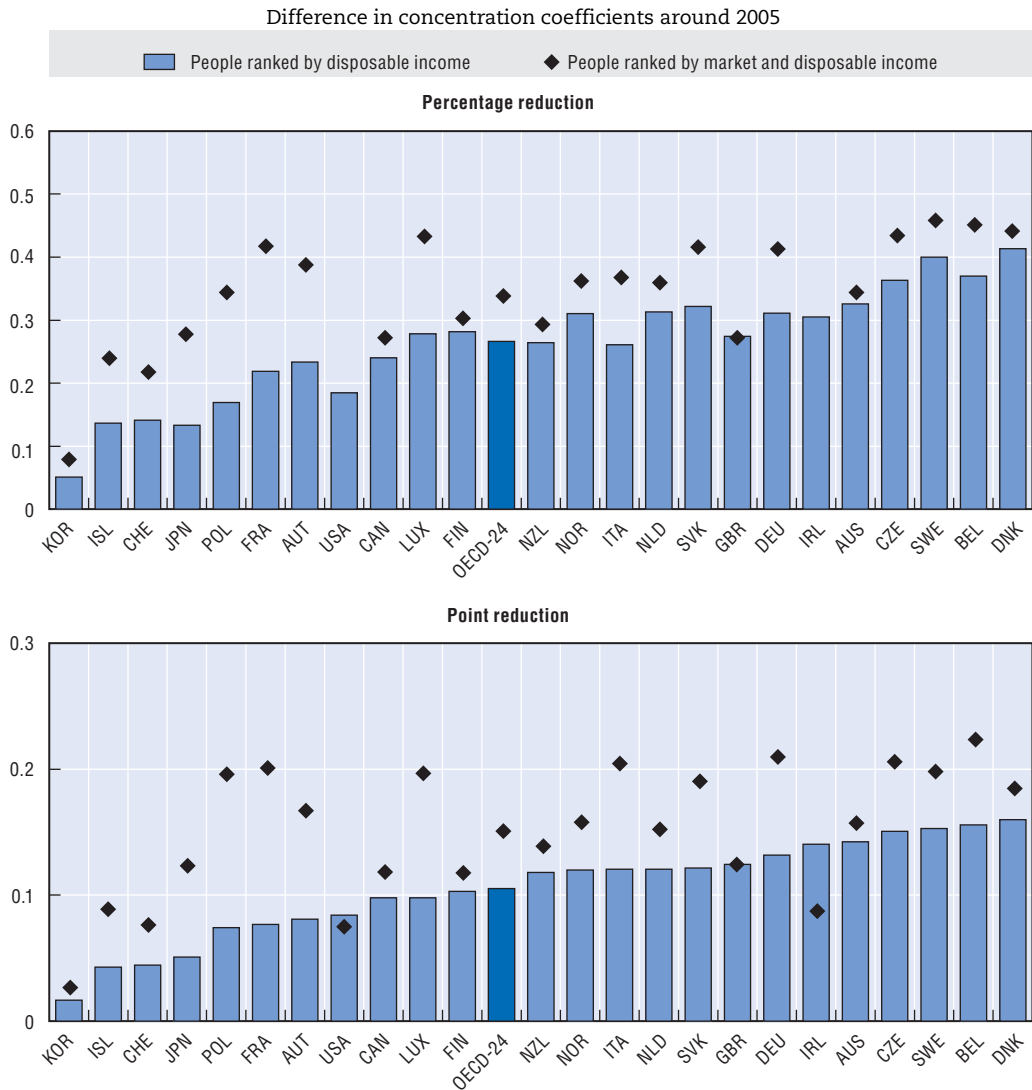 Difference in concentration coefficients around 2005
People ranked by disposable income
People ranked by market and disposable income
Percentage reduction
0.6
0.5
0.4
0.3
0.2
0.1
0
KOR ISL CHE JPN POL FRA AUT USA CAN LUX FIN OECD-24 NZL NOR ITA NLD SVK GBR DEU IRL AUS CZE SWE BEL DNK
Point reduction
0.3
0.2
0.1
0
KOR ISL CHE JPN POL FRA AUT USA CAN LUX FIN OECD-24 NZL NOR ITA NLD SVK GBR DEU IRL AUS CZE SWE BEL DNK